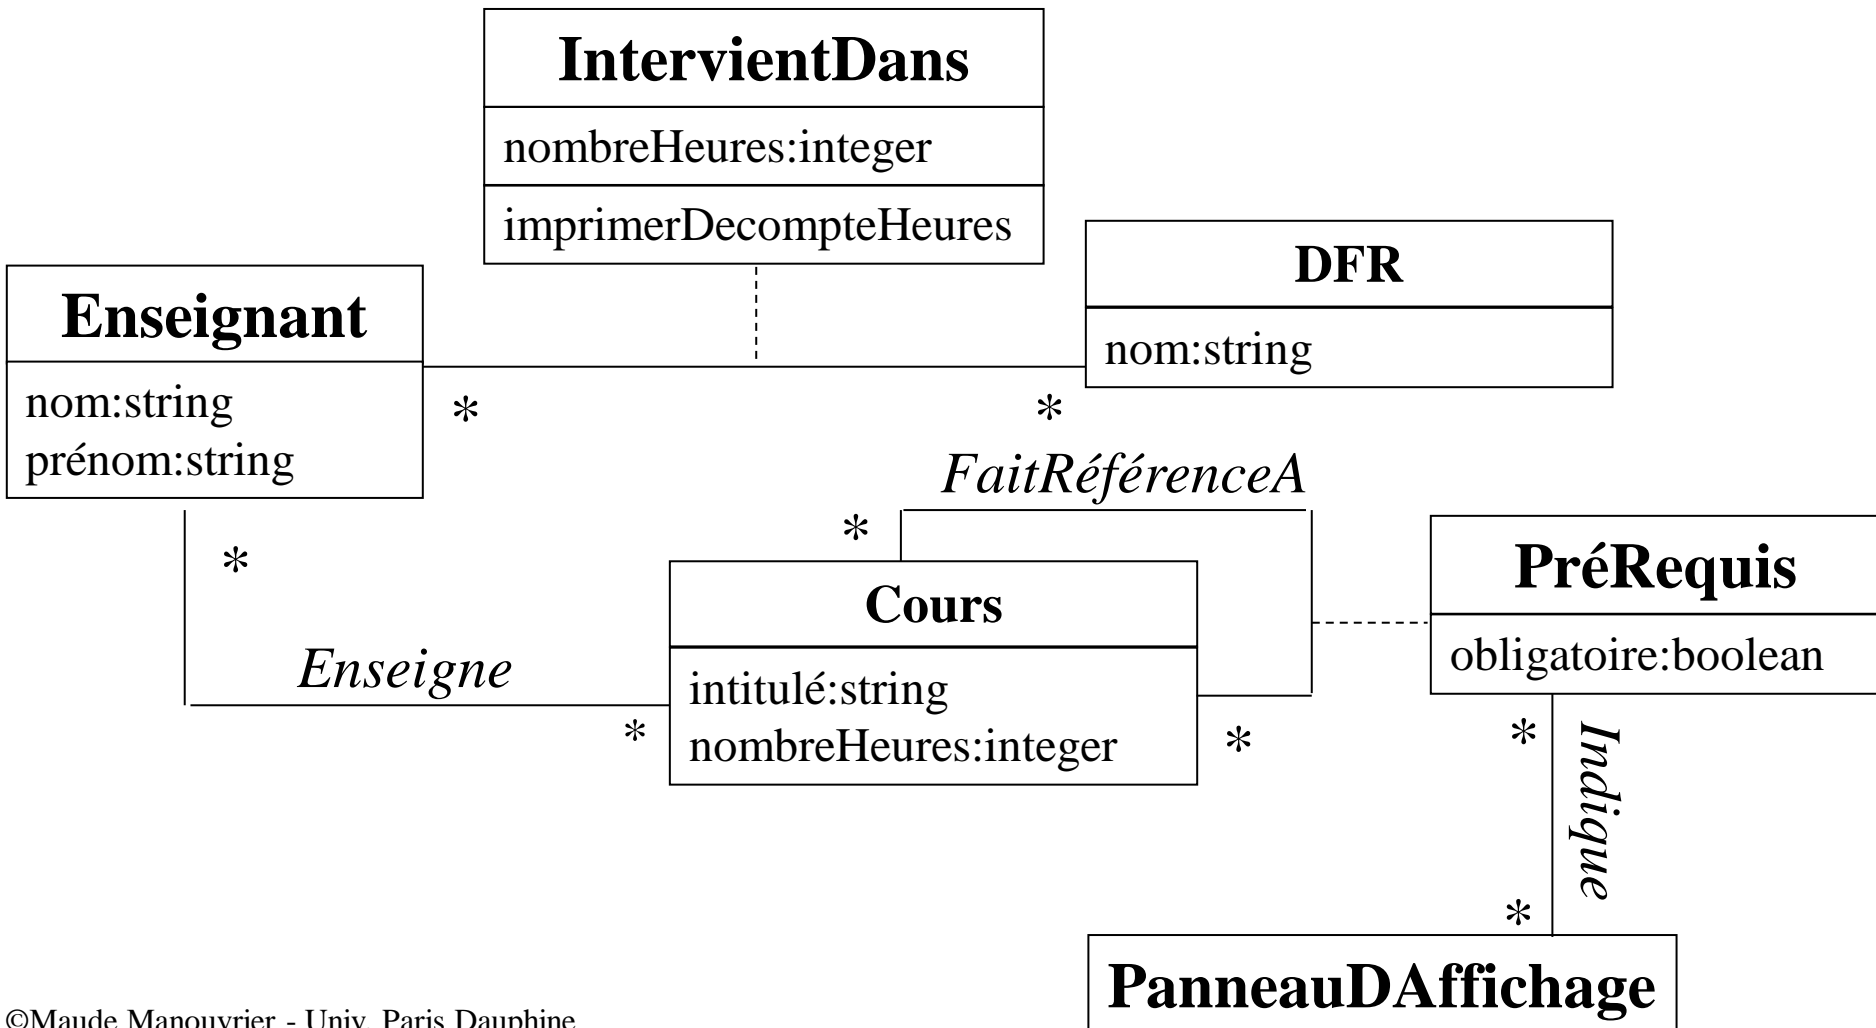 IntervientDans
nombreHeures:integer
imprimerDecompteHeures
DFR
nom:string
Enseignant
nom:string
prénom:string
*
*
FaitRéférenceA
*
*
Cours
intitulé:string
nombreHeures:integer
PréRequis
obligatoire:boolean
Enseigne
*
*
*
Indique
*
PanneauDAffichage
©Maude Manouvrier - Univ. Paris Dauphine